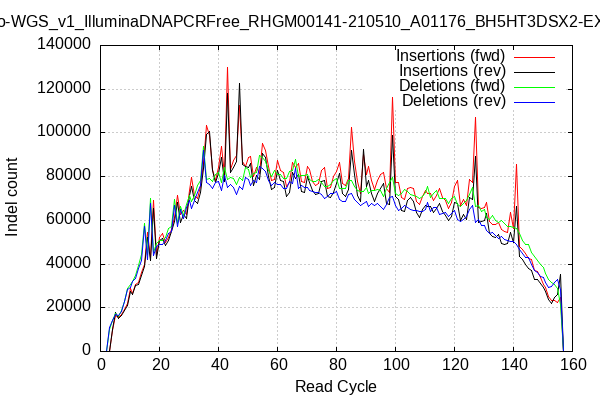 o-WGS_v1_IlluminaDNAPCRFree_RHGM00141-210510_A01176_BH5HT3DSX2-EX
Insertions (fwd)
Insertions (rev)
Deletions (fwd)
Deletions (rev)
Indel count
140000
120000
100000
80000
60000
40000
20000
0
0 20 40 60 80 100 120 140 160
Read Cycle